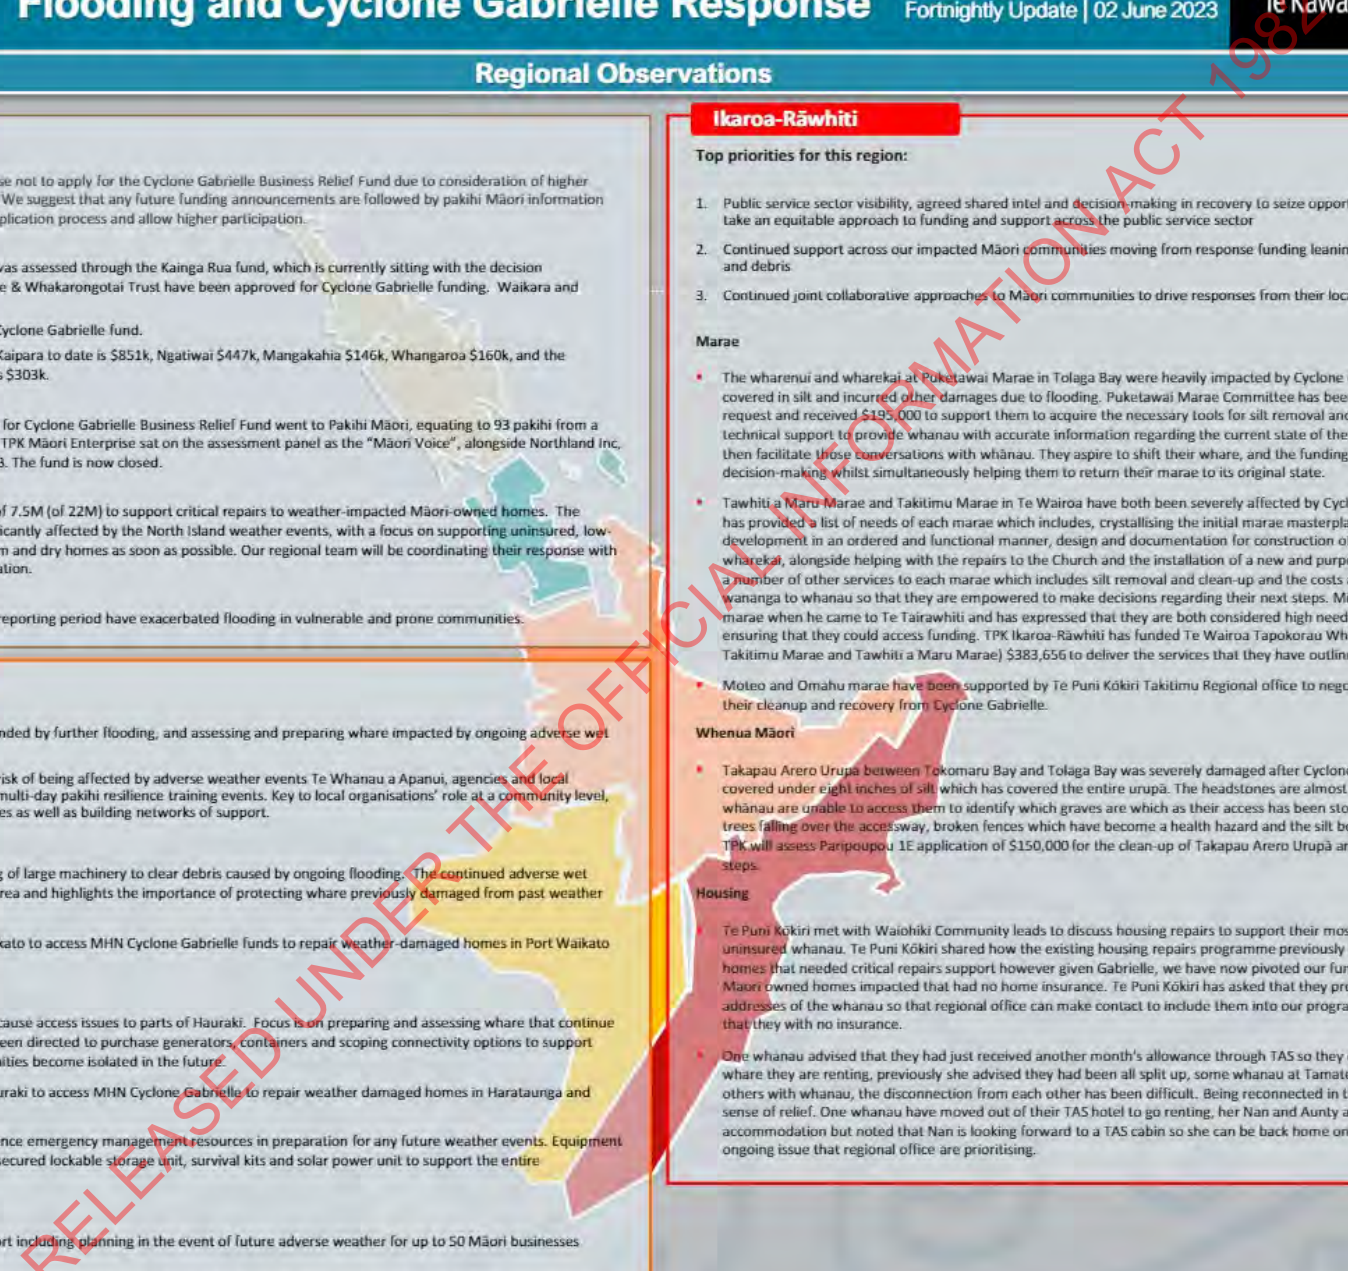 Flooding and Cyclone Gabrielle Response
Fortnightly Update | 02 June 2023
Te Kāwa
Regional Observations
se not to apply for the Cyclone Gabrielle Business Relief Fund due to consideration of higher
We suggest that any future funding announcements are followed by pakihi Māori information
plication process and allow higher participation.
was assessed through the Kainga Rua fund, which is currently sitting with the decision
e & Whakarongotai Trust have been approved for Cyclone Gabrielle funding. Waikara and
Cyclone Gabrielle fund.
Kaipara to date is $851k, Ngatiwai $447k, Mangakahia $146k, Whangaroa $160k, and the
s $303k.
for Cyclone Gabrielle Business Relief Fund went to Pakihi Māori, equating to 93 pakihi from a
TPK Māori Enterprise sat on the assessment panel as the "Māori Voice", alongside Northland Inc,
3. The fund is now closed.
of 7.5M (of 22M) to support critical repairs to weather-impacted Māori-owned homes. The
ficantly affected by the North Island weather events, with a focus on supporting uninsured, low-
m and dry homes as soon as possible. Our regional team will be coordinating their response with
ation.
reporting period have exacerbated flooding in vulnerable and prone communities.
nded by further flooding, and assessing and preparing whare impacted by ongoing adverse wet
risk of being affected by adverse weather events Te Whanau a Apanui, agencies and local
multi-day pakihi resilience training events. Key to local organisations' role at a community level,
es as well as building networks of support.
g of large machinery to clear debris caused by ongoing flooding. The continued adverse wet
rea and highlights the importance of protecting whare previously damaged from past weather
kato to access MHN Cyclone Gabrielle funds to repair weather-damaged homes in Port Waikato
cause access issues to parts of Hauraki. Focus is on preparing and assessing whare that continue
een directed to purchase generators, containers and scoping connectivity options to support
nities become isolated in the future.
uraki to access MHN Cyclone Gabrielle to repair weather damaged homes in Harataunga and
nce emergency management resources in preparation for any future weather events. Equipment
secured lockable storage unit, survival kits and solar power unit to support the entire
rt including planning in the event of future adverse weather for up to 50 Māori businesses
Ikaroa-Rāwhiti
Top priorities for this region:
1. Public service sector visibility, agreed shared intel and decision-making in recovery to seize opport
take an equitable approach to funding and support across the public service sector
2. Continued support across our impacted Māori communities moving from response funding leanin
and debris
3. Continued joint collaborative approaches to Māori communities to drive responses from their loc
Marae
• The wharenui and wharekai at Puketawai Marae in Tolaga Bay were heavily impacted by Cyclone
covered in silt and incurred other damages due to flooding. Puketawai Marae Committee has bee
request and received $195,000 to support them to acquire the necessary tools for silt removal and
technical support to provide whanau with accurate information regarding the current state of the
then facilitate those conversations with whānau. They aspire to shift their whare, and the funding
decision-making whilst simultaneously helping them to return their marae to its original state.
• Tawhiti a Maru Marae and Takitimu Marae in Te Wairoa have both been severely affected by Cycl
has provided a list of needs of each marae which includes, crystallising the initial marae masterpla
development in an ordered and functional manner, design and documentation for construction of
wharekai, alongside helping with the repairs to the Church and the installation of a new and purp
a number of other services to each marae which includes silt removal and clean-up and the costs
wananga to whanau so that they are empowered to make decisions regarding their next steps. M
marae when he came to Te Tairawhiti and has expressed that they are both considered high need
ensuring that they could access funding. TPK Ikaroa-Rāwhiti has funded Te Wairoa Tapokorau Wh
Takitimu Marae and Tawhiti a Maru Marae) $383,656 to deliver the services that they have outlin
• Moteo and Omahu marae have been supported by Te Puni Kōkiri Takitimu Regional office to nego
their cleanup and recovery from Cyclone Gabrielle.
Whenua Māori
• Takapau Arero Urupa between Tokomaru Bay and Tolaga Bay was severely damaged after Cyclone
covered under eight inches of silt which has covered the entire urupā. The headstones are almost
whānau are unable to access them to identify which graves are which as their access has been sto
trees falling over the accessway, broken fences which have become a health hazard and the silt be
TPK will assess Paripoupou 1E application of $150,000 for the clean-up of Takapau Arero Urupā an
steps.
Housing
• Te Puni Kōkiri met with Waiohiki Community leads to discuss housing repairs to support their mos
uninsured whanau. Te Puni Kōkiri shared how the existing housing repairs programme previously
homes that needed critical repairs support however given Gabrielle, we have now pivoted our fun
Māori owned homes impacted that had no home insurance. Te Puni Kōkiri has asked that they pre
addresses of the whanau so that regional office can make contact to include them into our progra
that they with no insurance.
• One whanau advised that they had just received another month's allowance through TAS so they
where they are renting, previously she advised they had been all split up, some whanau at Tamate
others with whanau, the disconnection from each other has been difficult. Being reconnected in t
sense of relief. One whanau have moved out of their TAS hotel to go renting, her Nan and Aunty a
accommodation but noted that Nan is looking forward to a TAS cabin so she can be back home on
ongoing issue that regional office are prioritising.
RELEASED UNDER THE OFFICIAL INFORMATION ACT 1982